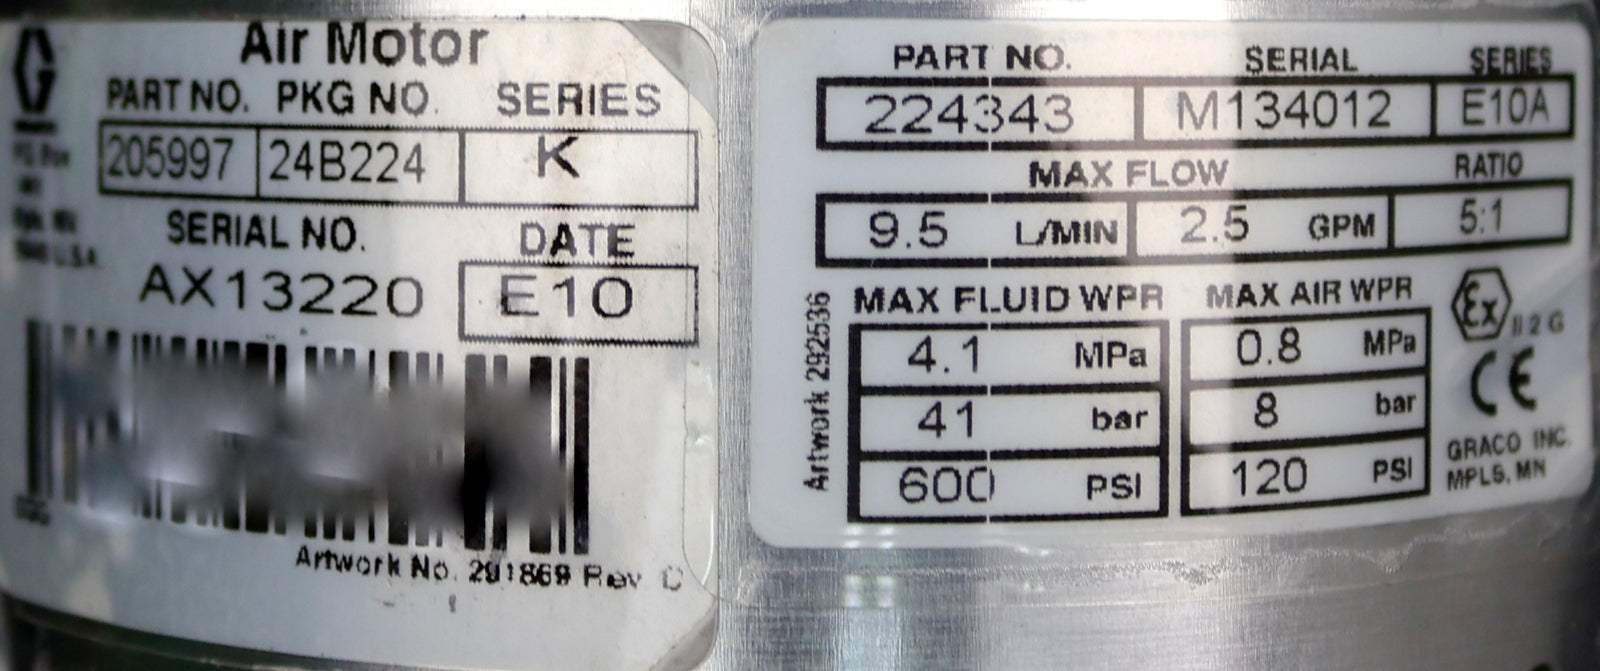 Air Motor
PART NO. PKG NO. SERIES
205997 24B224 K
SERIAL NO. DATE
AX13220 E10
Artwork No. 291869 Rev C
PART NO. SERIAL SERIES
224343 M134012 E10A
MAX FLOW RATIO
9.5 L/MIN 2.5 GPM 5:1
MAX FLUID WPR MAX AIR WPR
4.1 MPa 0.8 MPa
41 bar 8 bar
600 PSI 120 PSI
Artwork 292536
Ex II 2 G
CE
GRACO INC.
MPLS, MN